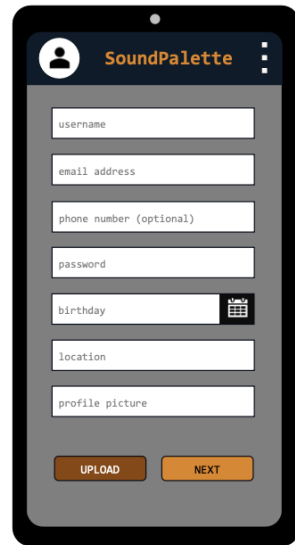 SoundPalette
username
email address
phone number (optional)
password
birthday
location
profile picture
UPLOAD
NEXT